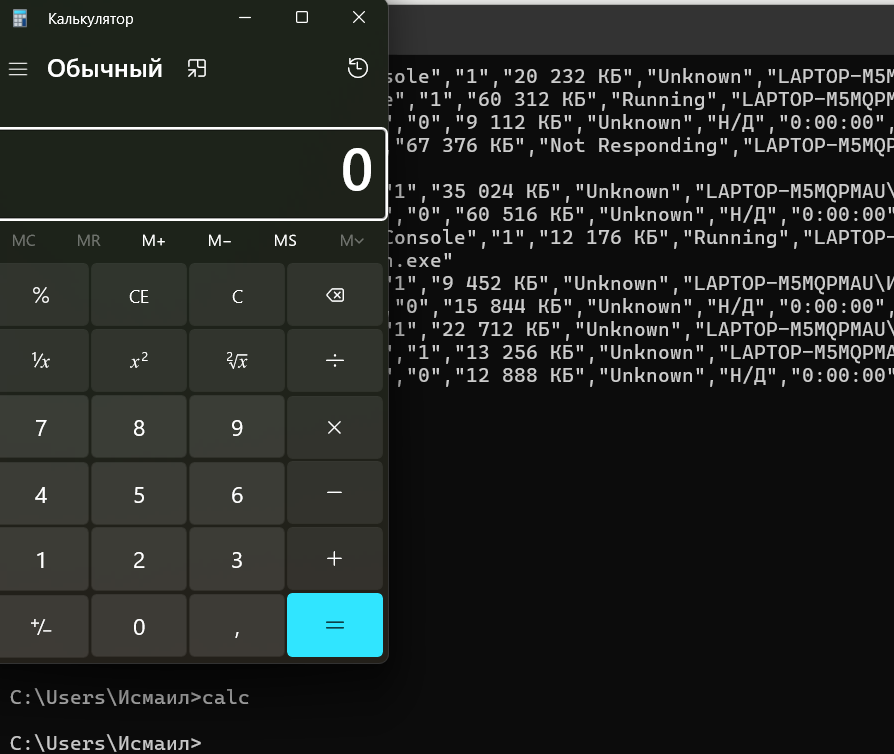 Калькулятор
Обычный
0
MC MR M+ M− MS M
% CE C
¹/x x² ²√x ÷
7 8 9 ×
4 5 6 −
1 2 3 +
+/− 0 , =
sole","1","20 232 КБ","Unknown","LAPTOP-M5M
e","1","60 312 КБ","Running","LAPTOP-M5MQPM
","0","9 112 КБ","Unknown","Н/Д","0:00:00",
"67 376 КБ","Not Responding","LAPTOP-M5MQP
"1","35 024 КБ","Unknown","LAPTOP-M5MQPMAU\
,"0","60 516 КБ","Unknown","Н/Д","0:00:00"
Console","1","12 176 КБ","Running","LAPTOP-
.exe"
"1","9 452 КБ","Unknown","LAPTOP-M5MQPMAU\И
"0","15 844 КБ","Unknown","Н/Д","0:00:00",
"1","22 712 КБ","Unknown","LAPTOP-M5MQPMAU\
,"1","13 256 КБ","Unknown","LAPTOP-M5MQPMA
,"0","12 888 КБ","Unknown","Н/Д","0:00:00"
C:\Users\Исмаил>calc
C:\Users\Исмаил>